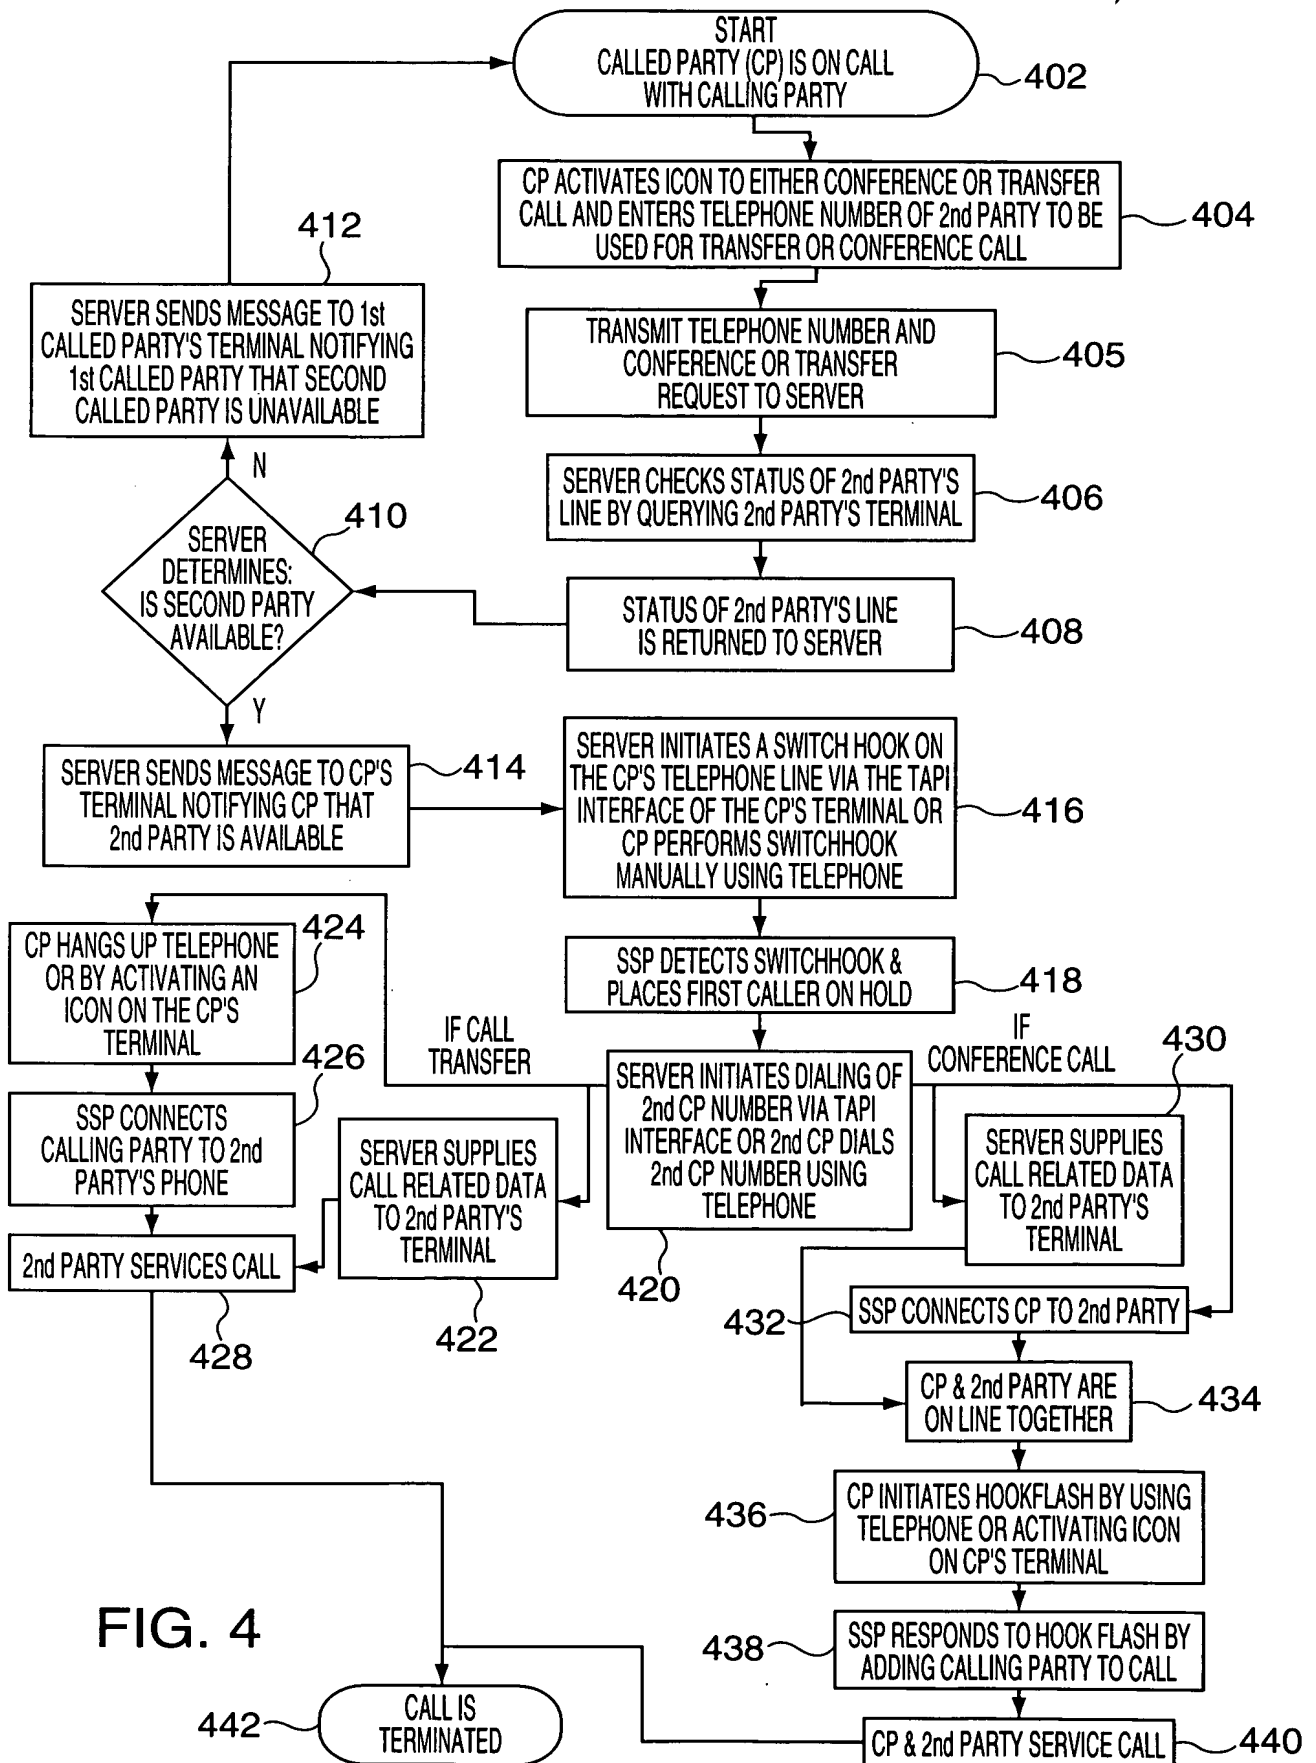 START
CALLED PARTY (CP) IS ON CALL
WITH CALLING PARTY
402
CP ACTIVATES ICON TO EITHER CONFERENCE OR TRANSFER
CALL AND ENTERS TELEPHONE NUMBER OF 2nd PARTY TO BE
USED FOR TRANSFER OR CONFERENCE CALL
404
TRANSMIT TELEPHONE NUMBER AND
CONFERENCE OR TRANSFER
REQUEST TO SERVER
405
SERVER CHECKS STATUS OF 2nd PARTY'S
LINE BY QUERYING 2nd PARTY'S TERMINAL
406
STATUS OF 2nd PARTY'S LINE
IS RETURNED TO SERVER
408
SERVER
DETERMINES:
IS SECOND PARTY
AVAILABLE?
410
N
412
SERVER SENDS MESSAGE TO 1st
CALLED PARTY'S TERMINAL NOTIFYING
1st CALLED PARTY THAT SECOND
CALLED PARTY IS UNAVAILABLE
Y
SERVER SENDS MESSAGE TO CP'S
TERMINAL NOTIFYING CP THAT
2nd PARTY IS AVAILABLE
414
SERVER INITIATES A SWITCH HOOK ON
THE CP'S TELEPHONE LINE VIA THE TAPI
INTERFACE OF THE CP'S TERMINAL OR
CP PERFORMS SWITCHHOOK
MANUALLY USING TELEPHONE
416
SSP DETECTS SWITCHHOOK &
PLACES FIRST CALLER ON HOLD
418
SERVER INITIATES DIALING OF
2nd CP NUMBER VIA TAPI
INTERFACE OR 2nd CP DIALS
2nd CP NUMBER USING
TELEPHONE
420
IF CALL
TRANSFER
SERVER SUPPLIES
CALL RELATED DATA
TO 2nd PARTY'S
TERMINAL
422
CP HANGS UP TELEPHONE
OR BY ACTIVATING AN
ICON ON THE CP'S
TERMINAL
424
SSP CONNECTS
CALLING PARTY TO 2nd
PARTY'S PHONE
426
2nd PARTY SERVICES CALL
428
IF
CONFERENCE CALL
430
SERVER SUPPLIES
CALL RELATED DATA
TO 2nd PARTY'S
TERMINAL
432
SSP CONNECTS CP TO 2nd PARTY
CP & 2nd PARTY ARE
ON LINE TOGETHER
434
436
CP INITIATES HOOKFLASH BY USING
TELEPHONE OR ACTIVATING ICON
ON CP'S TERMINAL
438
SSP RESPONDS TO HOOK FLASH BY
ADDING CALLING PARTY TO CALL
CP & 2nd PARTY SERVICE CALL
440
442
CALL IS
TERMINATED
FIG. 4